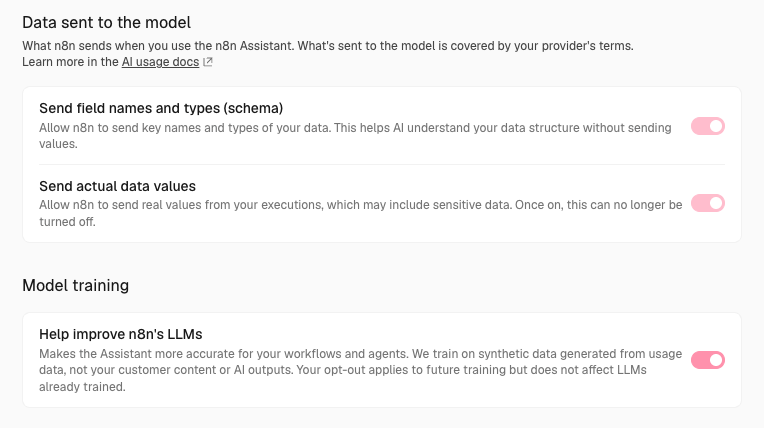 Data sent to the model
What n8n sends when you use the n8n Assistant. What's sent to the model is covered by your provider's terms.
Learn more in the AI usage docs
Send field names and types (schema)
Allow n8n to send key names and types of your data. This helps AI understand your data structure without sending
values.
Send actual data values
Allow n8n to send real values from your executions, which may include sensitive data. Once on, this can no longer be
turned off.
Model training
Help improve n8n's LLMs
Makes the Assistant more accurate for your workflows and agents. We train on synthetic data generated from usage
data, not your customer content or AI outputs. Your opt-out applies to future training but does not affect LLMs
already trained.